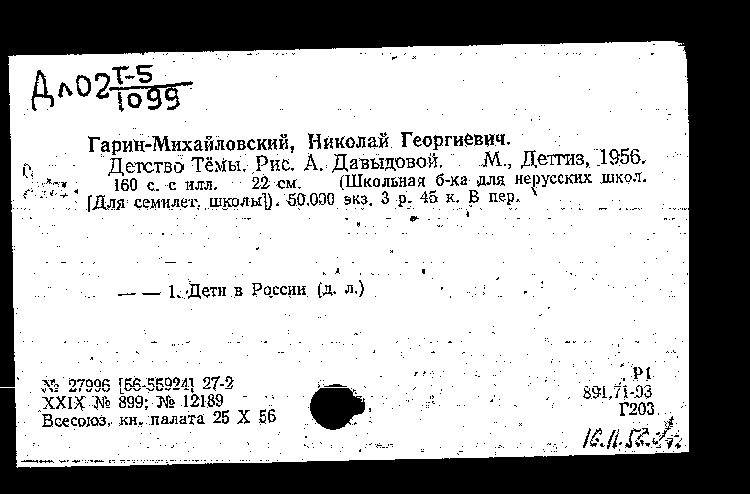 Дл02 Т-5
1099
Гарин-Михайловский, Николай Георгиевич.
Детство Тёмы. Рис. А. Давыдовой. М., Детгиз, 1956.
160 с. с илл. 22 см. (Школьная б-ка для нерусских школ.
[Для семилет. школы]). 50.000 экз. 3 р. 45 к. В пер.
— — 1. Дети в России (д. л.)
№ 27996 [56-55924] 27-2
XXIX № 899; № 12189
Всесоюз. кн. палата 25 X 56
Р1
891.71-93
Г203